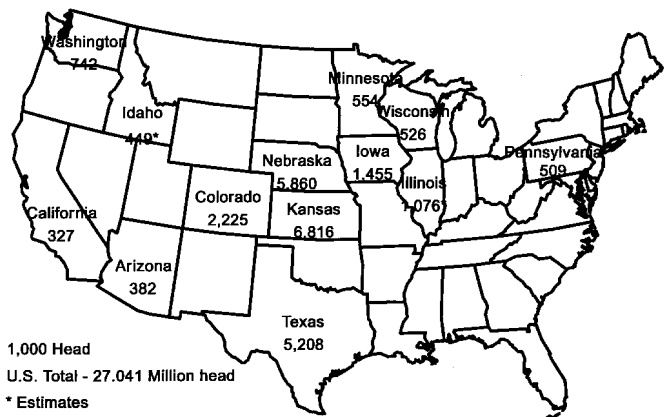 Washington
742
Idaho
449*
Minnesota
554
Wisconsin
526
Nebraska
5,860
Iowa
1,455
Illinois
1,076
Pennsylvania
509
California
327
Colorado
2,225
Kansas
6,816
Arizona
382
Texas
5,208
1,000 Head
U.S. Total - 27.041 Million head
* Estimates